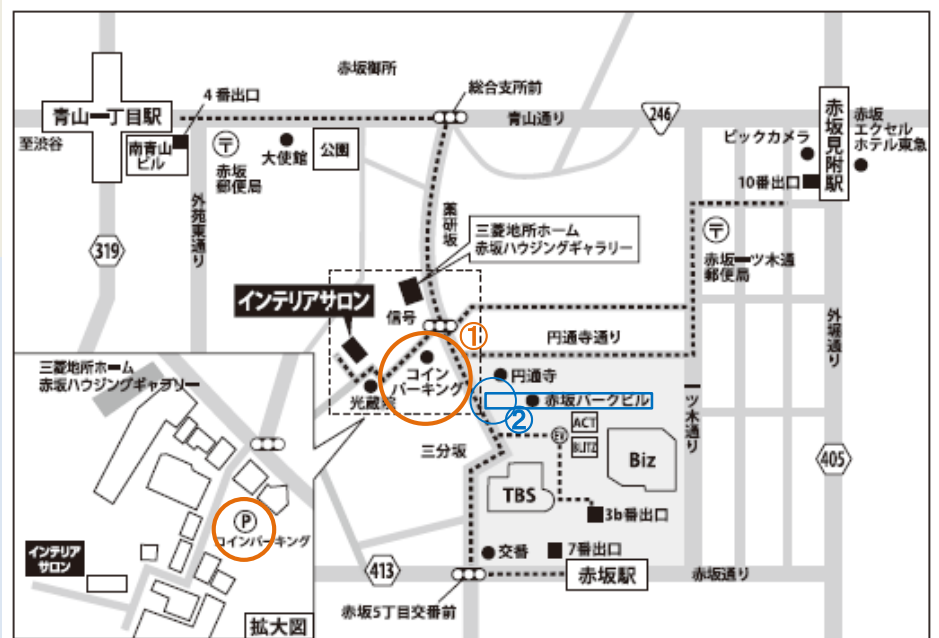 赤坂御所
4番出口
総合支所前
青山一丁目駅
青山通り
246
至渋谷
南青山
ビル
〒
赤坂
郵便局
大使館
公園
ビックカメラ
赤坂見附駅
赤坂
エクセル
ホテル東急
10番出口
外苑東通り
319
薬研坂
三菱地所ホーム
赤坂ハウジングギャラリー
〒
赤坂一ツ木通
郵便局
インテリアサロン
信号
①
円通寺通り
外堀通り
コイン
パーキング
円通寺
光蔵院
赤坂パークビル
②
一ツ木通り
三分坂
EV
ACT
BLITZ
Biz
405
TBS
3b番出口
交番
7番出口
413
赤坂駅
赤坂通り
赤坂5丁目交番前
三菱地所ホーム
赤坂ハウジングギャラリー
P
コインパーキング
インテリア
サロン
拡大図